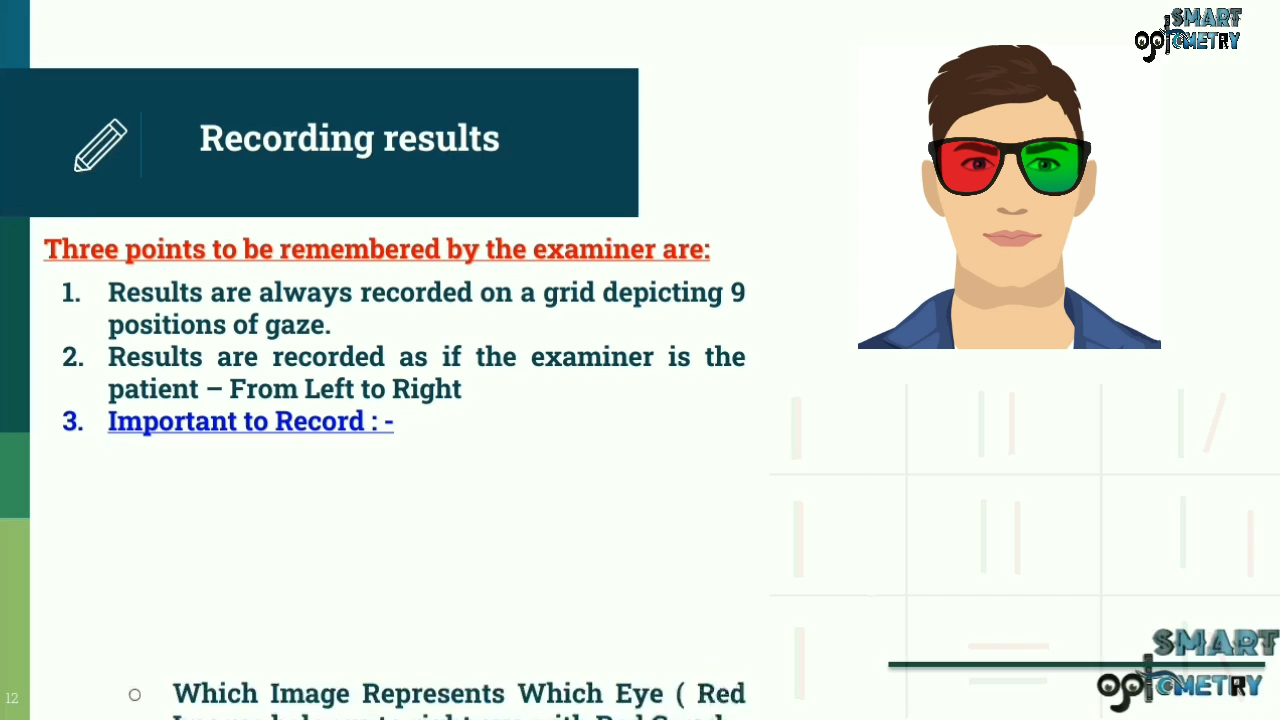 SMART
optometry
Recording results
Three points to be remembered by the examiner are:
1. Results are always recorded on a grid depicting 9
positions of gaze.
2. Results are recorded as if the examiner is the
patient – From Left to Right
3. Important to Record : -
SMART
optometry
12
○ Which Image Represents Which Eye ( Red